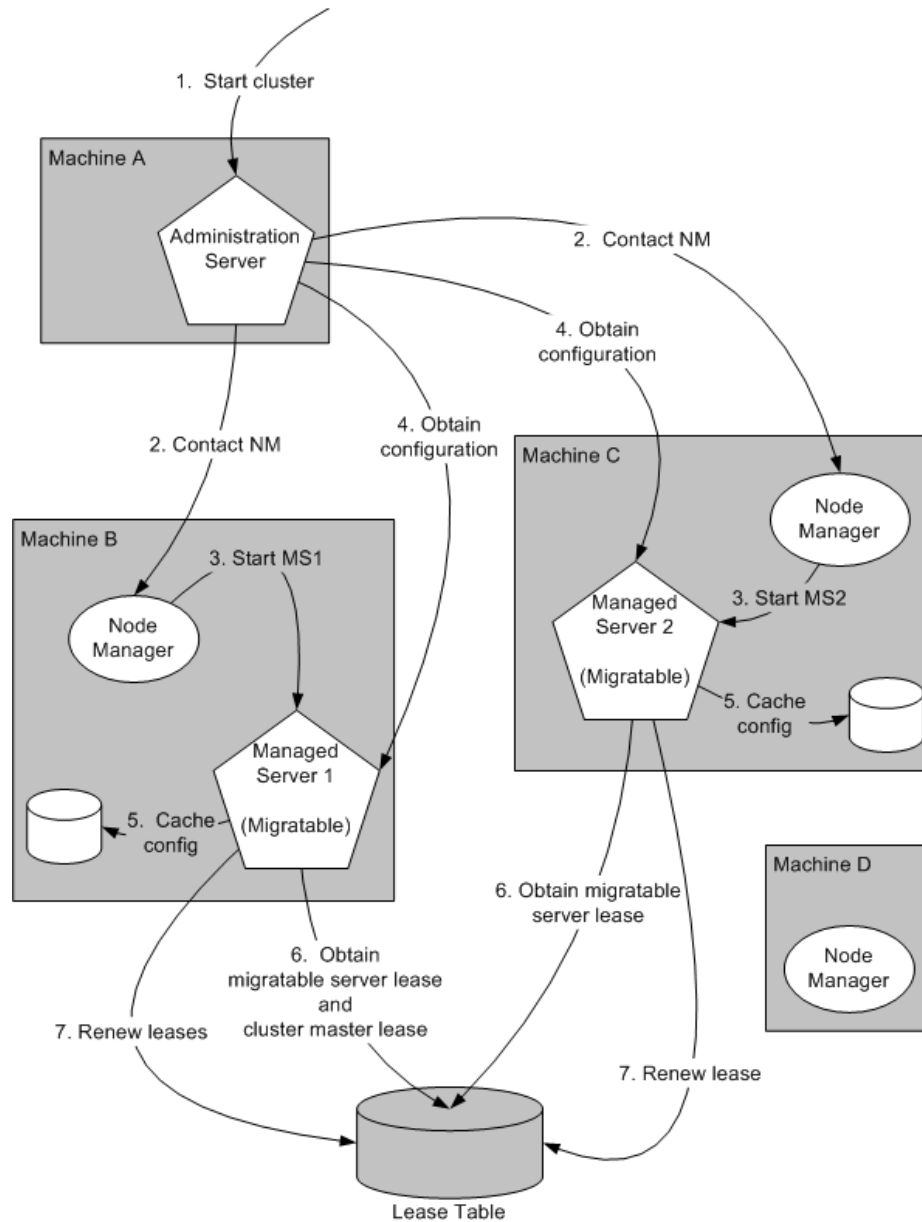 1. Start cluster
Machine A
Administration
Server
2. Contact NM
4. Obtain
configuration
4. Obtain
configuration
2. Contact NM
Machine C
Node
Manager
3. Start MS2
Managed
Server 2
(Migratable)
5. Cache
config
Machine B
3. Start MS1
Node
Manager
Managed
Server 1
(Migratable)
5. Cache
config
Machine D
Node
Manager
6. Obtain migratable
server lease
6. Obtain
migratable server lease
and
cluster master lease
7. Renew leases
7. Renew lease
Lease Table